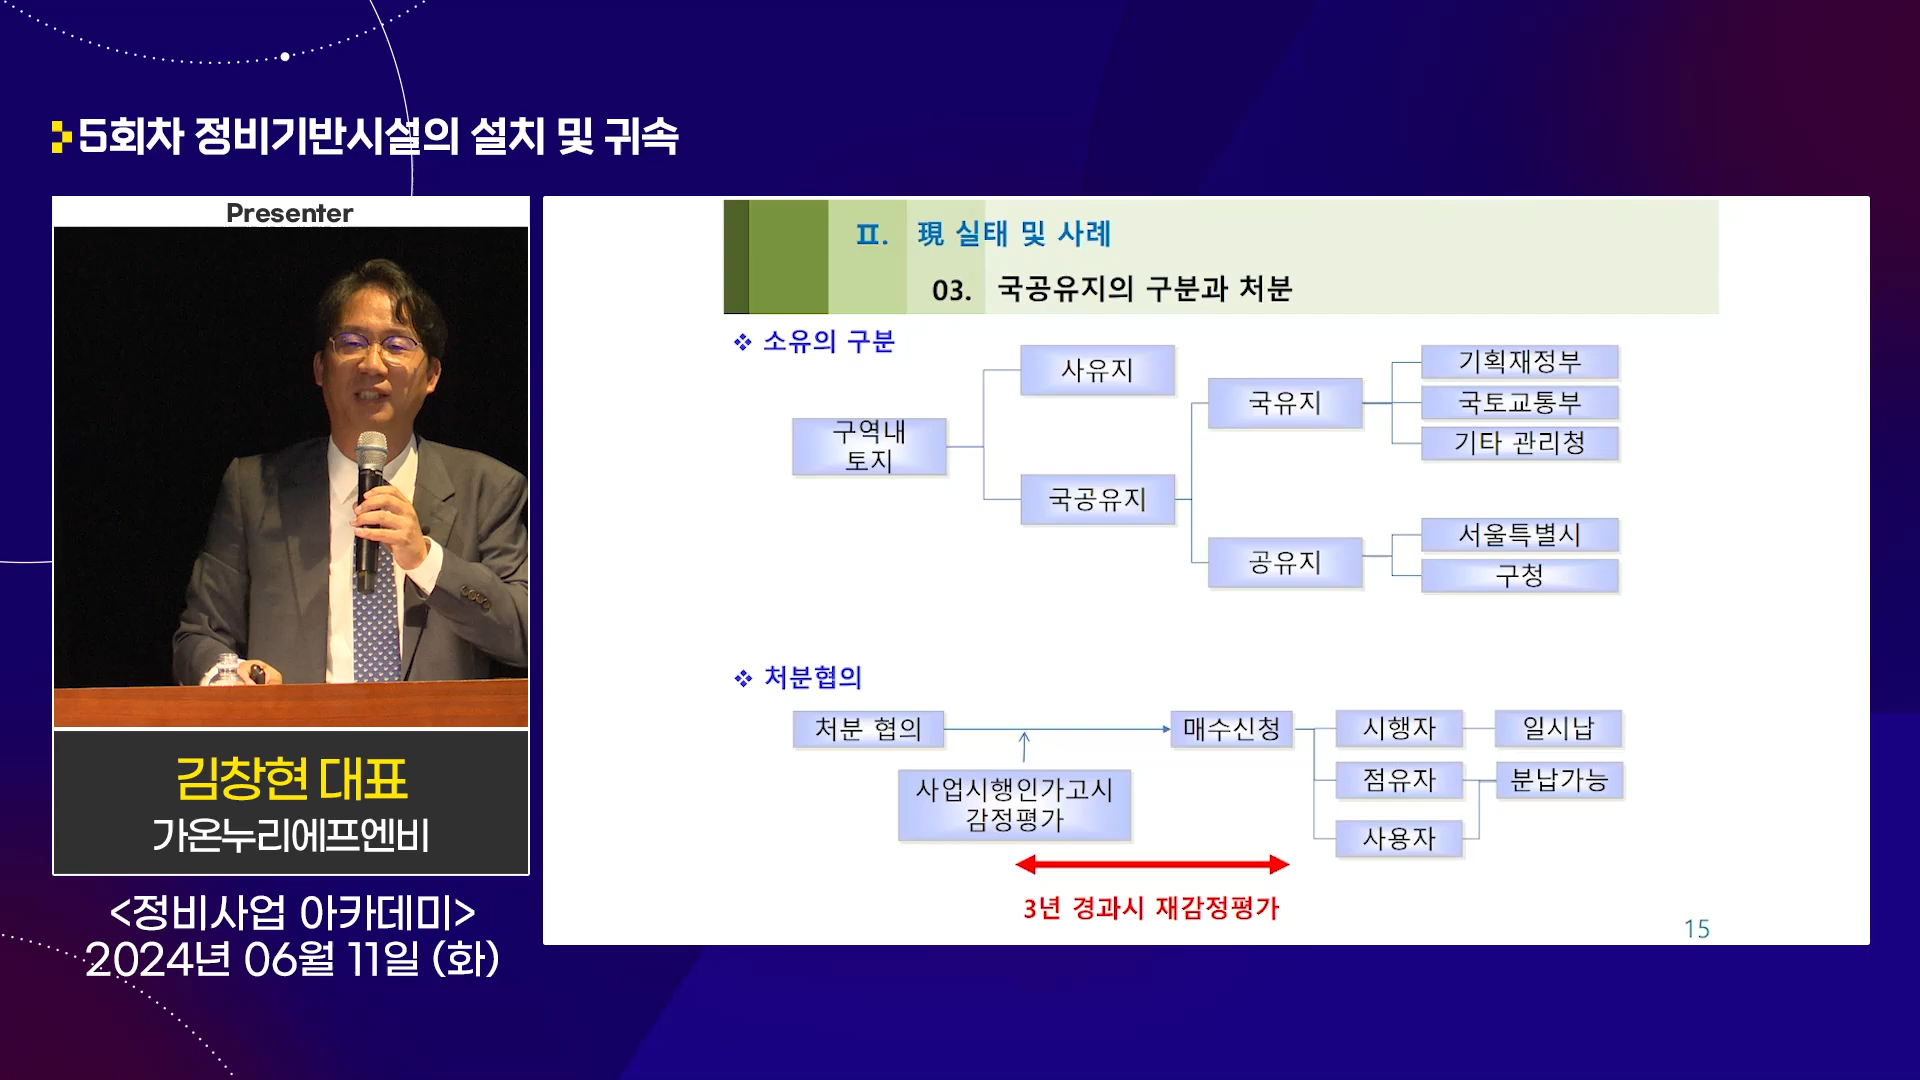 5회차 정비기반시설의 설치 및 귀속
Presenter
김창현 대표
가온누리에프엔비
<정비사업 아카데미>
2024년 06월 11일 (화)
Ⅱ. 現 실태 및 사례
03. 국공유지의 구분과 처분
❖ 소유의 구분
구역내
토지
사유지
국공유지
국유지
공유지
기획재정부
국토교통부
기타 관리청
서울특별시
구청
❖ 처분협의
처분 협의
사업시행인가고시
감정평가
매수신청
시행자
일시납
점유자
분납가능
사용자
3년 경과시 재감정평가
15